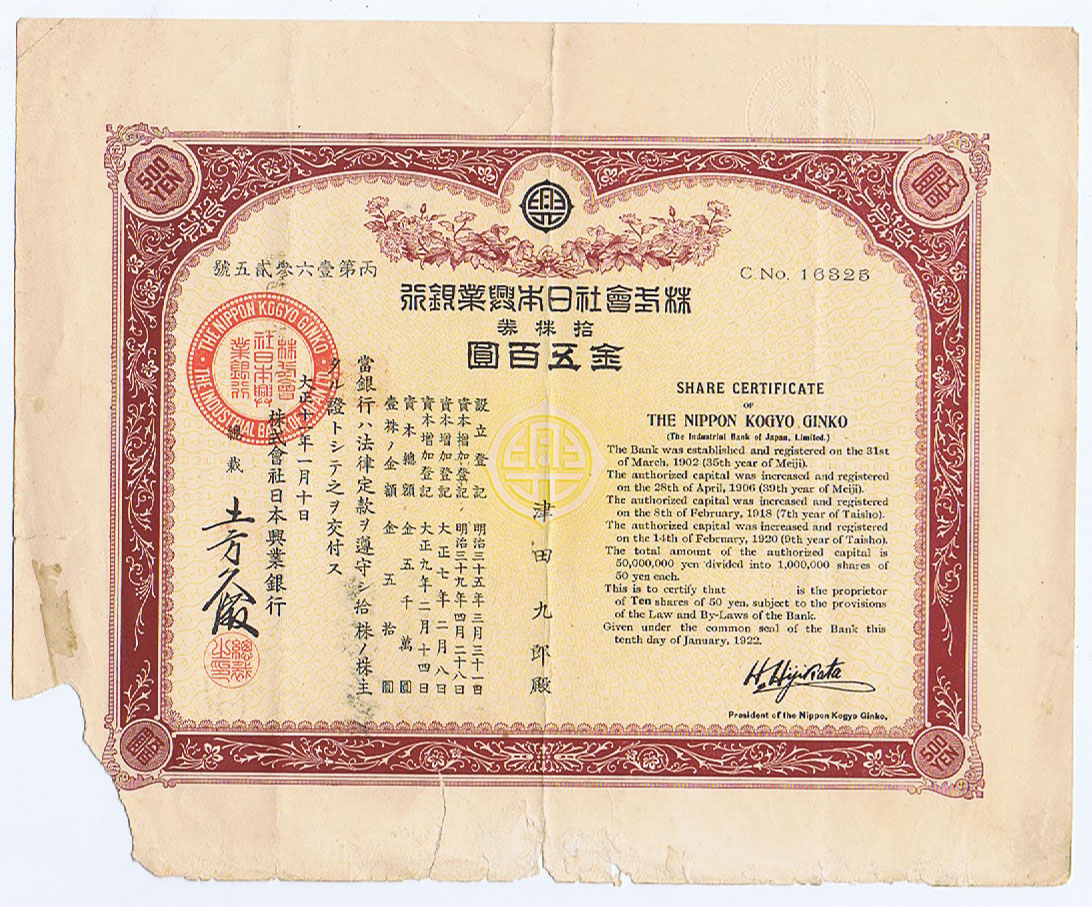 丙第壹六參貳五號
C No. 16325
株式會社日本興業銀行
拾株券
金五百圓
SHARE CERTIFICATE
OF
THE NIPPON KOGYO GINKO
(The Industrial Bank of Japan, Limited.)
The Bank was established and registered on the 31st
of March, 1902 (35th year of Meiji).
The authorized capital was increased and registered
on the 28th of April, 1906 (39th year of Meiji).
The authorized capital was increased and registered
on the 8th of February, 1918 (7th year of Taisho).
The authorized capital was increased and registered
on the 14th of February, 1920 (9th year of Taisho).
The total amount of the authorized capital is
50,000,000 yen divided into 1,000,000 shares of
50 yen each.
This is to certify that is the proprietor
of Ten shares of 50 yen, subject to the provisions
of the Law and By-Laws of the Bank.
Given under the common seal of the Bank this
tenth day of January, 1922.
H. Hijikata
President of the Nippon Kogyo Ginko.
津田九郎殿
設立登記 明治三十五年三月三十一日
資本增加登記 明治三十九年四月二十八日
資本增加登記 大正七年二月八日
資本增加登記 大正九年二月十四日
資本總額 金五千萬圓
壹株ノ金額 金五拾圓
當銀行ハ法律定款ヲ遵守シ拾株ノ株主
タル證トシテ之ヲ交付ス
大正十一年一月十日
株式會社日本興業銀行
總裁
土方久徵
THE NIPPON KOGYO GINKO
株式會
社日本興
業銀行
總裁
之印